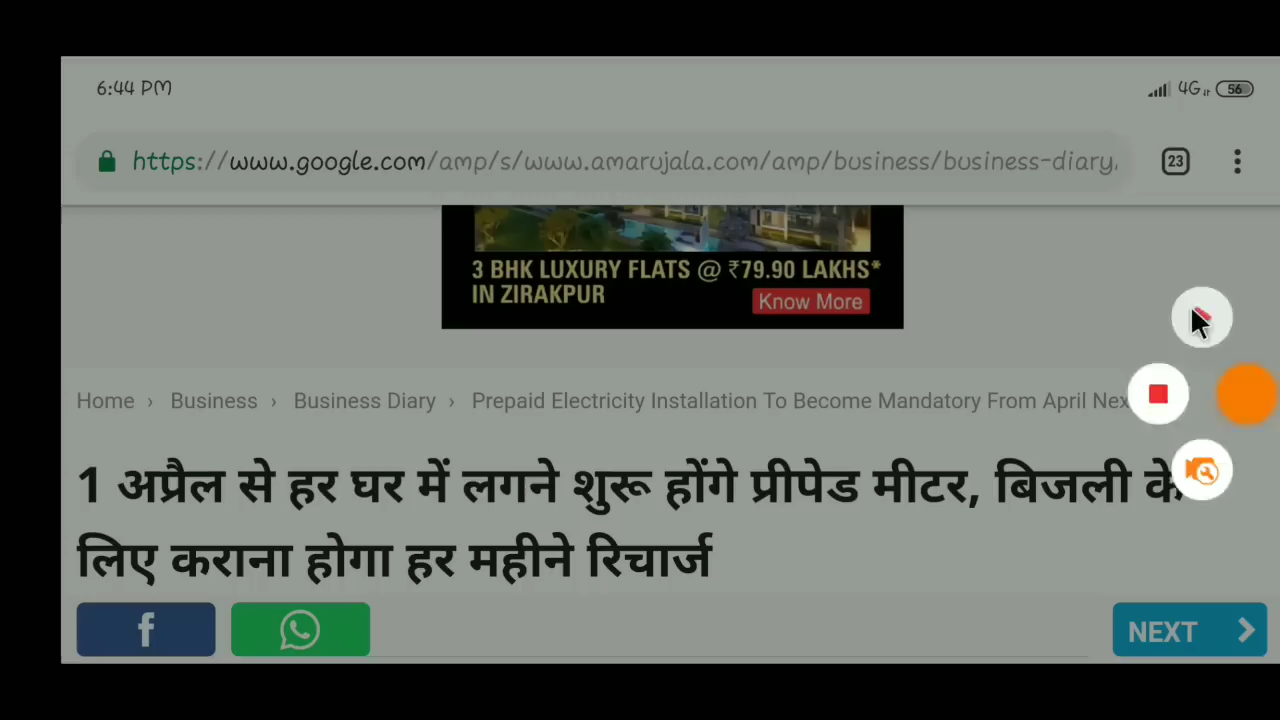 6:44 PM
4G
56
https://www.google.com/amp/s/www.amarujala.com/amp/business/business-diary
23
3 BHK LUXURY FLATS @ ₹79.90 LAKHS*
IN ZIRAKPUR
Know More
Home › Business › Business Diary › Prepaid Electricity Installation To Become Mandatory From April
1 अप्रैल से हर घर में लगने शुरू होंगे प्रीपेड मीटर, बिजली के
लिए कराना होगा हर महीने रिचार्ज
f
NEXT